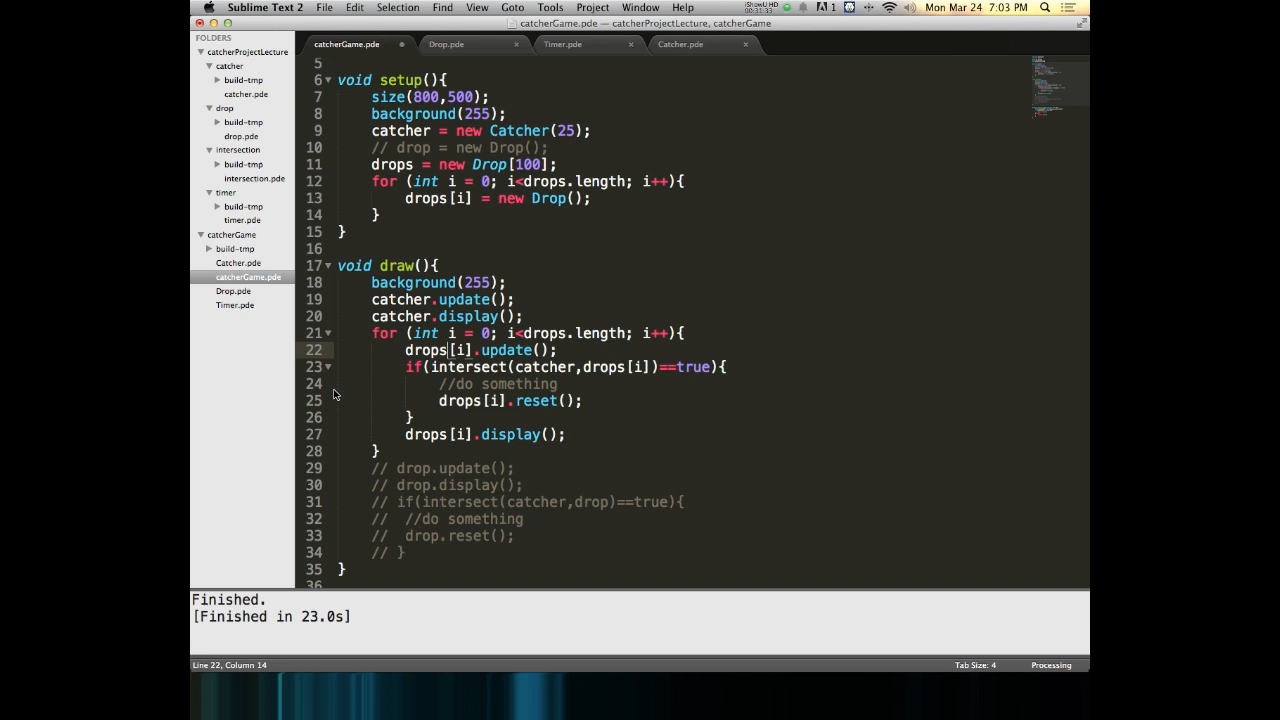 Sublime Text 2 File Edit Selection Find View Goto Tools Project Window Help iShowU HD 00:31:33 1 Mon Mar 24 7:03 PM
catcherGame.pde — catcherProjectLecture, catcherGame
FOLDERS
catcherProjectLecture
catcher
build-tmp
catcher.pde
drop
build-tmp
drop.pde
intersection
build-tmp
intersection.pde
timer
build-tmp
timer.pde
catcherGame
build-tmp
Catcher.pde
catcherGame.pde
Drop.pde
Timer.pde
catcherGame.pde Drop.pde Timer.pde Catcher.pde
5
6 void setup(){
7 size(800,500);
8 background(255);
9 catcher = new Catcher(25);
10 // drop = new Drop();
11 drops = new Drop[100];
12 for (int i = 0; i<drops.length; i++){
13 drops[i] = new Drop();
14 }
15 }
16
17 void draw(){
18 background(255);
19 catcher.update();
20 catcher.display();
21 for (int i = 0; i<drops.length; i++){
22 drops[i].update();
23 if(intersect(catcher,drops[i])==true){
24 //do something
25 drops[i].reset();
26 }
27 drops[i].display();
28 }
29 // drop.update();
30 // drop.display();
31 // if(intersect(catcher,drop)==true){
32 // //do something
33 // drop.reset();
34 // }
35 }
36
Finished.
[Finished in 23.0s]
Line 22, Column 14 Tab Size: 4 Processing